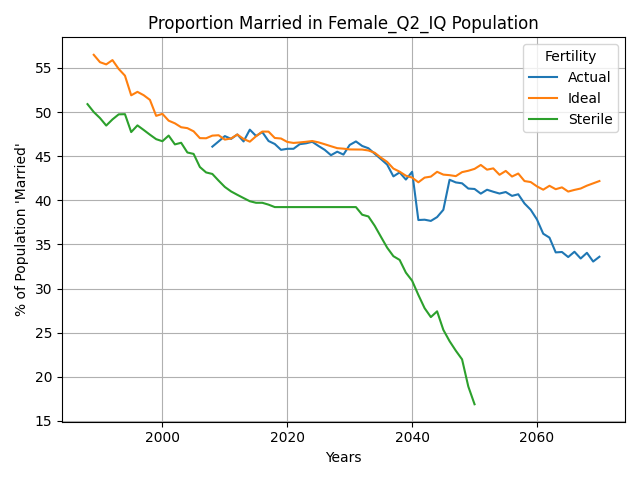 Proportion Married in Female_Q2_IQ Population
% of Population 'Married'
55
50
45
40
35
30
25
20
15
2000
2020
2040
2060
Years
Fertility
Actual
Ideal
Sterile